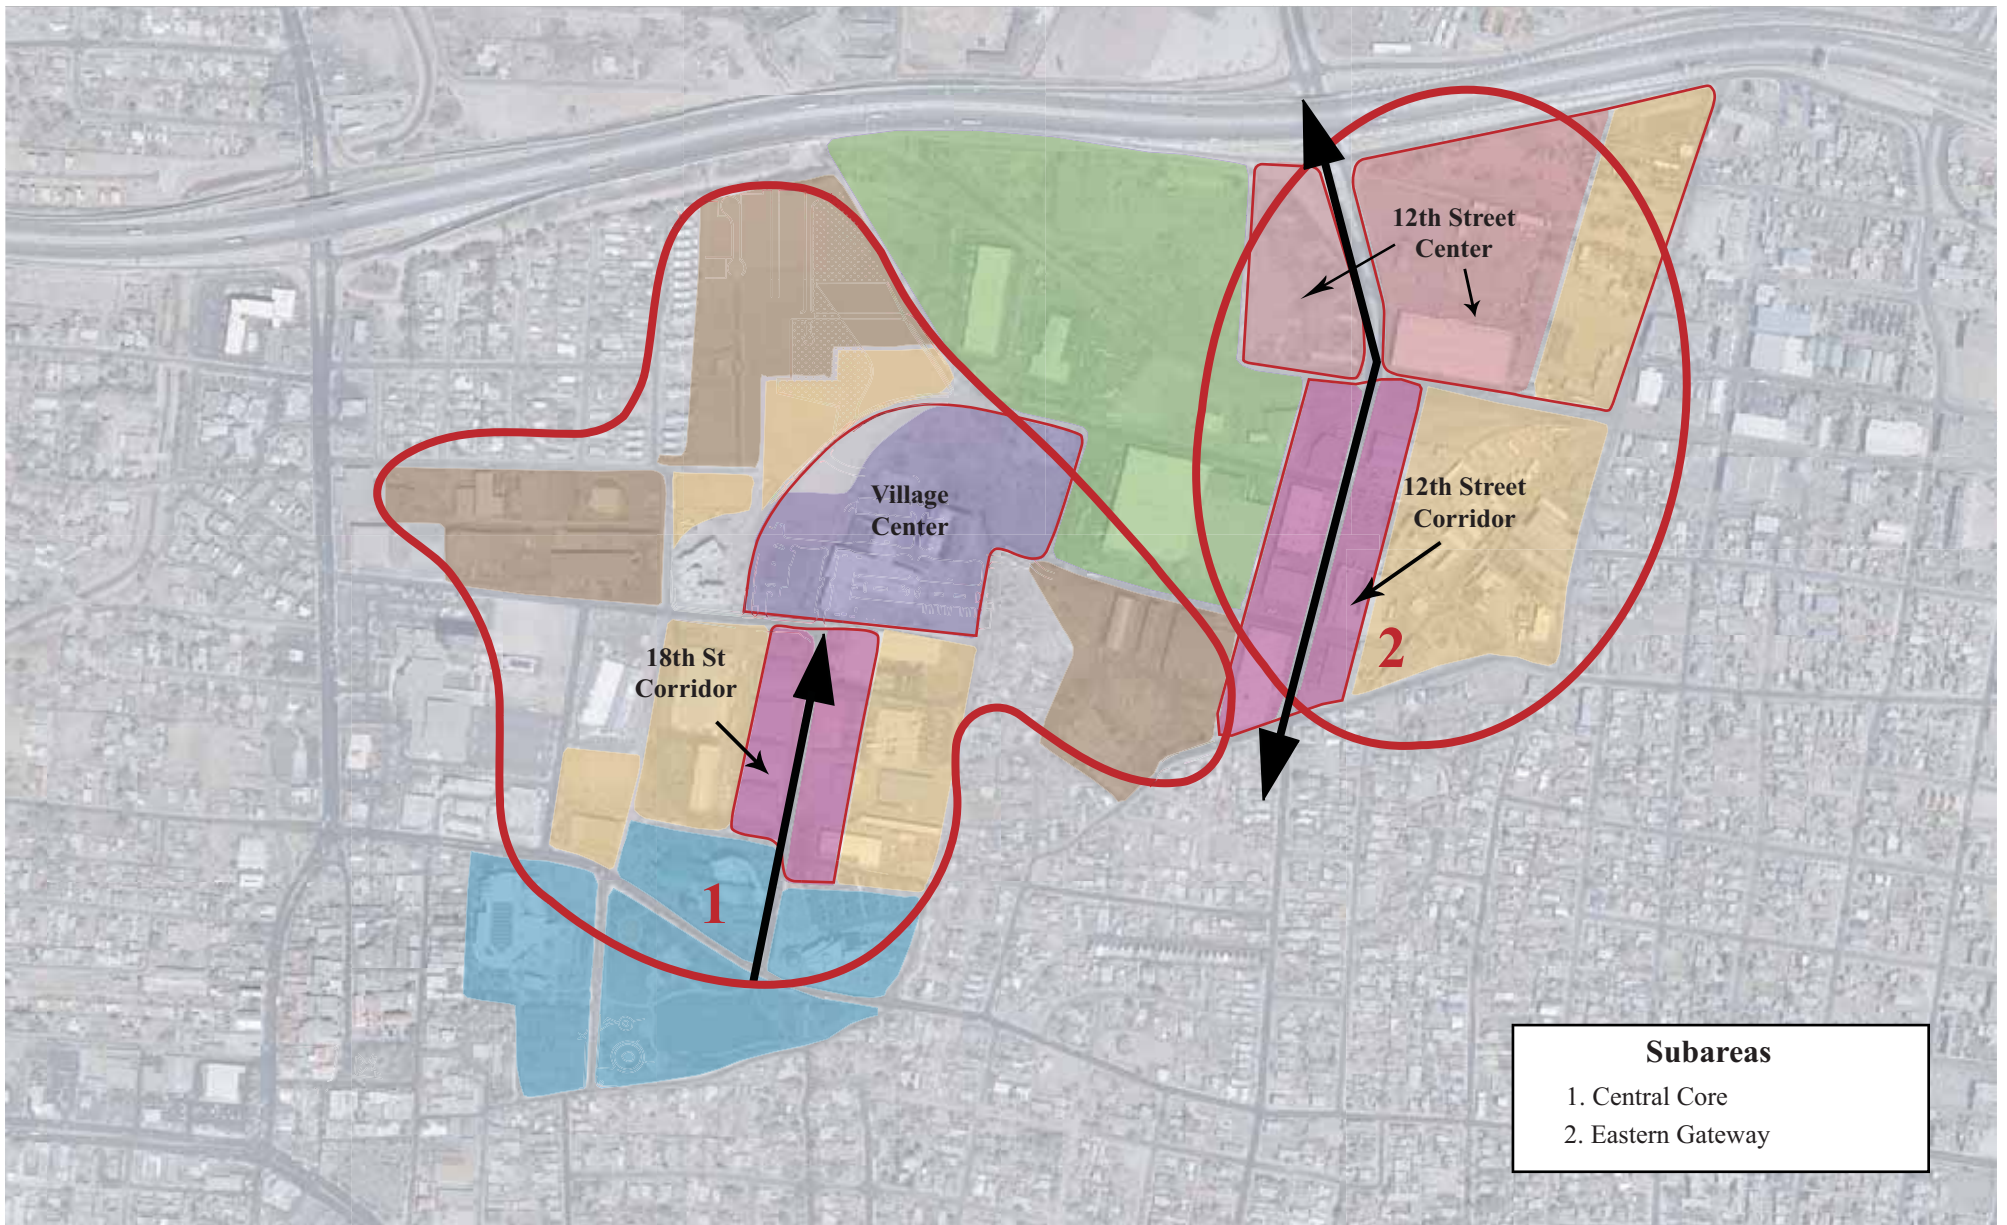 12th Street
Center
Village
Center
12th Street
Corridor
2
18th St
Corridor
1
Subareas
1. Central Core
2. Eastern Gateway